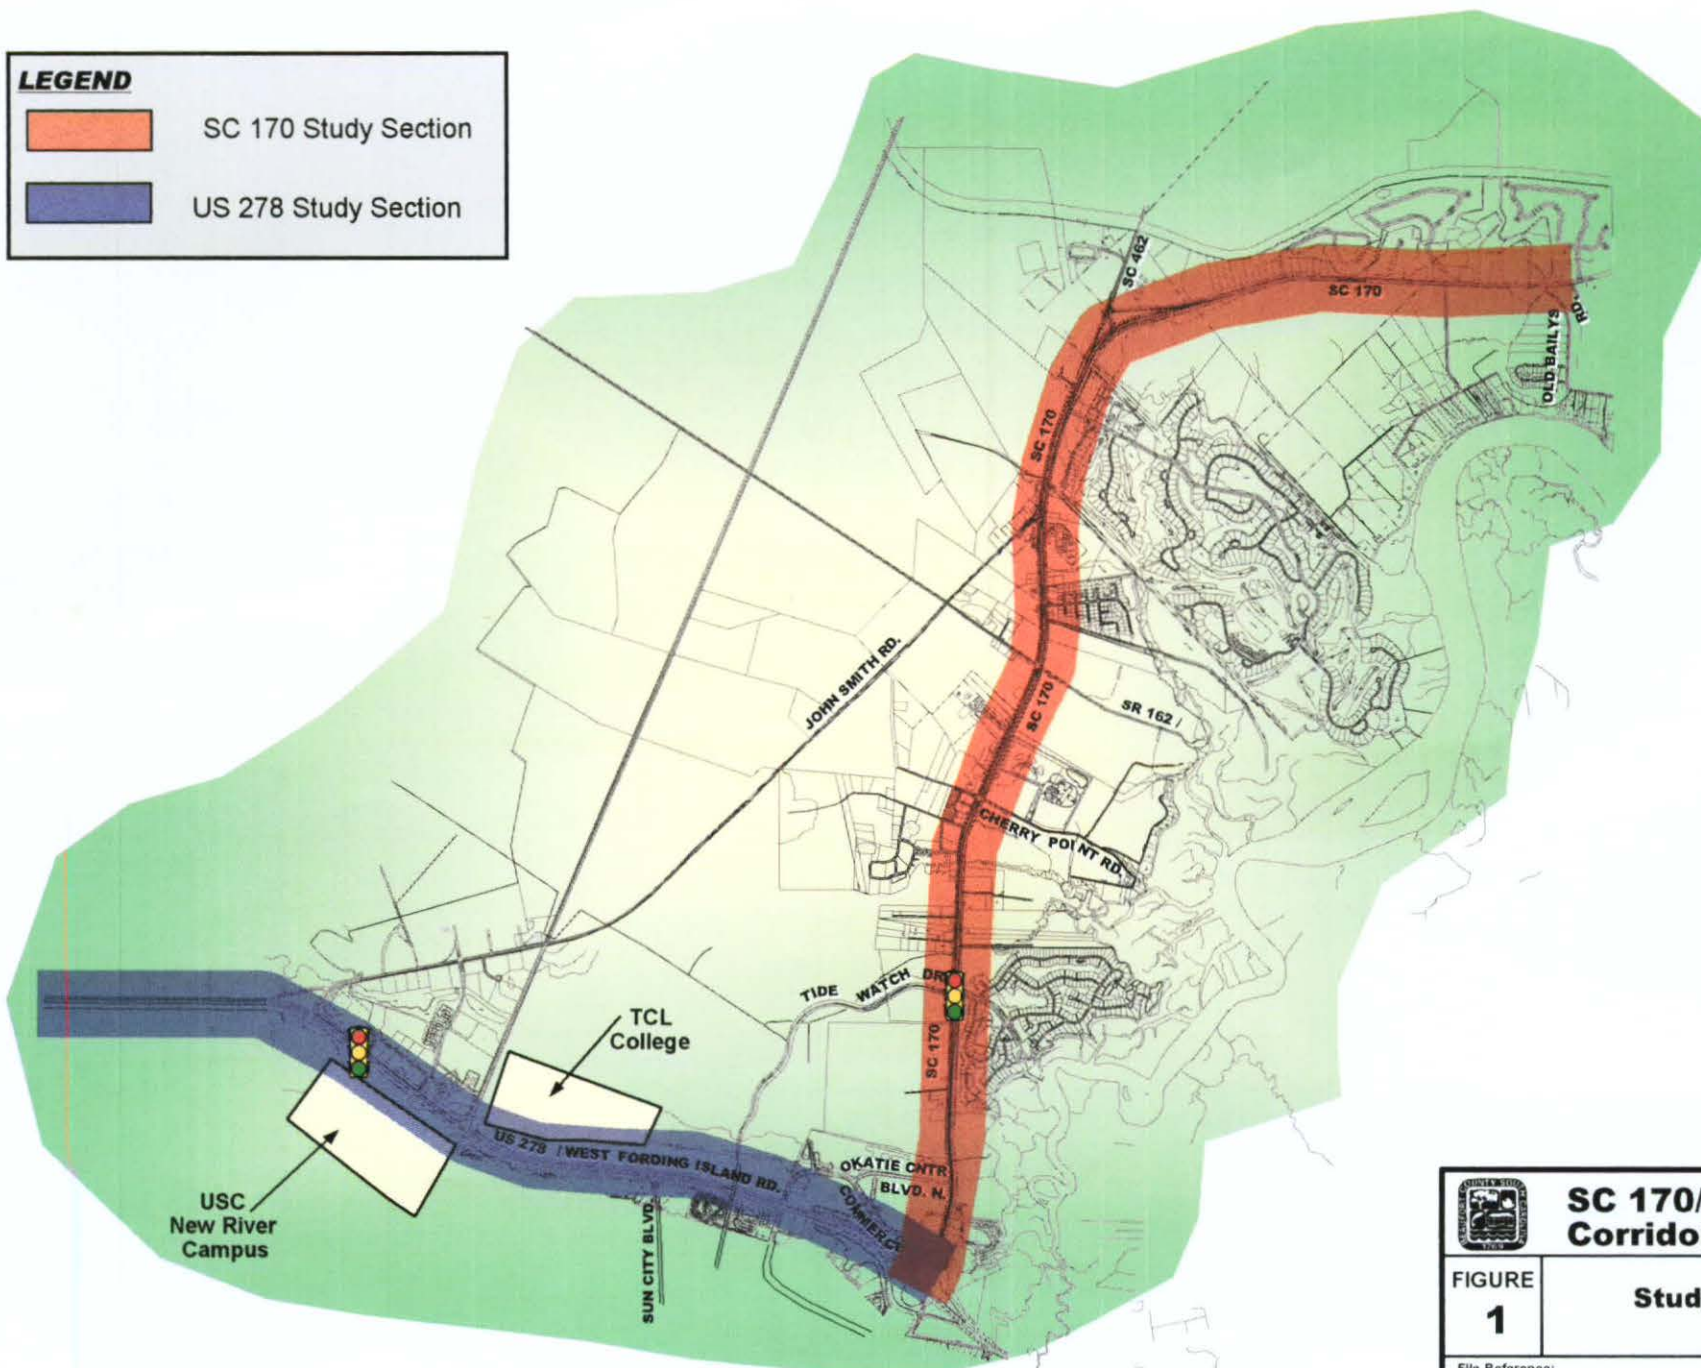 LEGEND
SC 170 Study Section
US 278 Study Section
SC 462
SC 170
OLD BAILYS
RD.
SC 170
JOHN SMITH RD.
SC 170
SR 162 /
CHERRY POINT RD.
TIDE WATCH DR
TCL
College
SC 170
US 278 / WEST FORDING ISLAND RD.
OKATIE CNTR
BLVD. N.
COMMERCE
SUN CITY BLVD.
USC
New River
Campus
SC 170/
Corrido
FIGURE
1
Stud
File Reference: